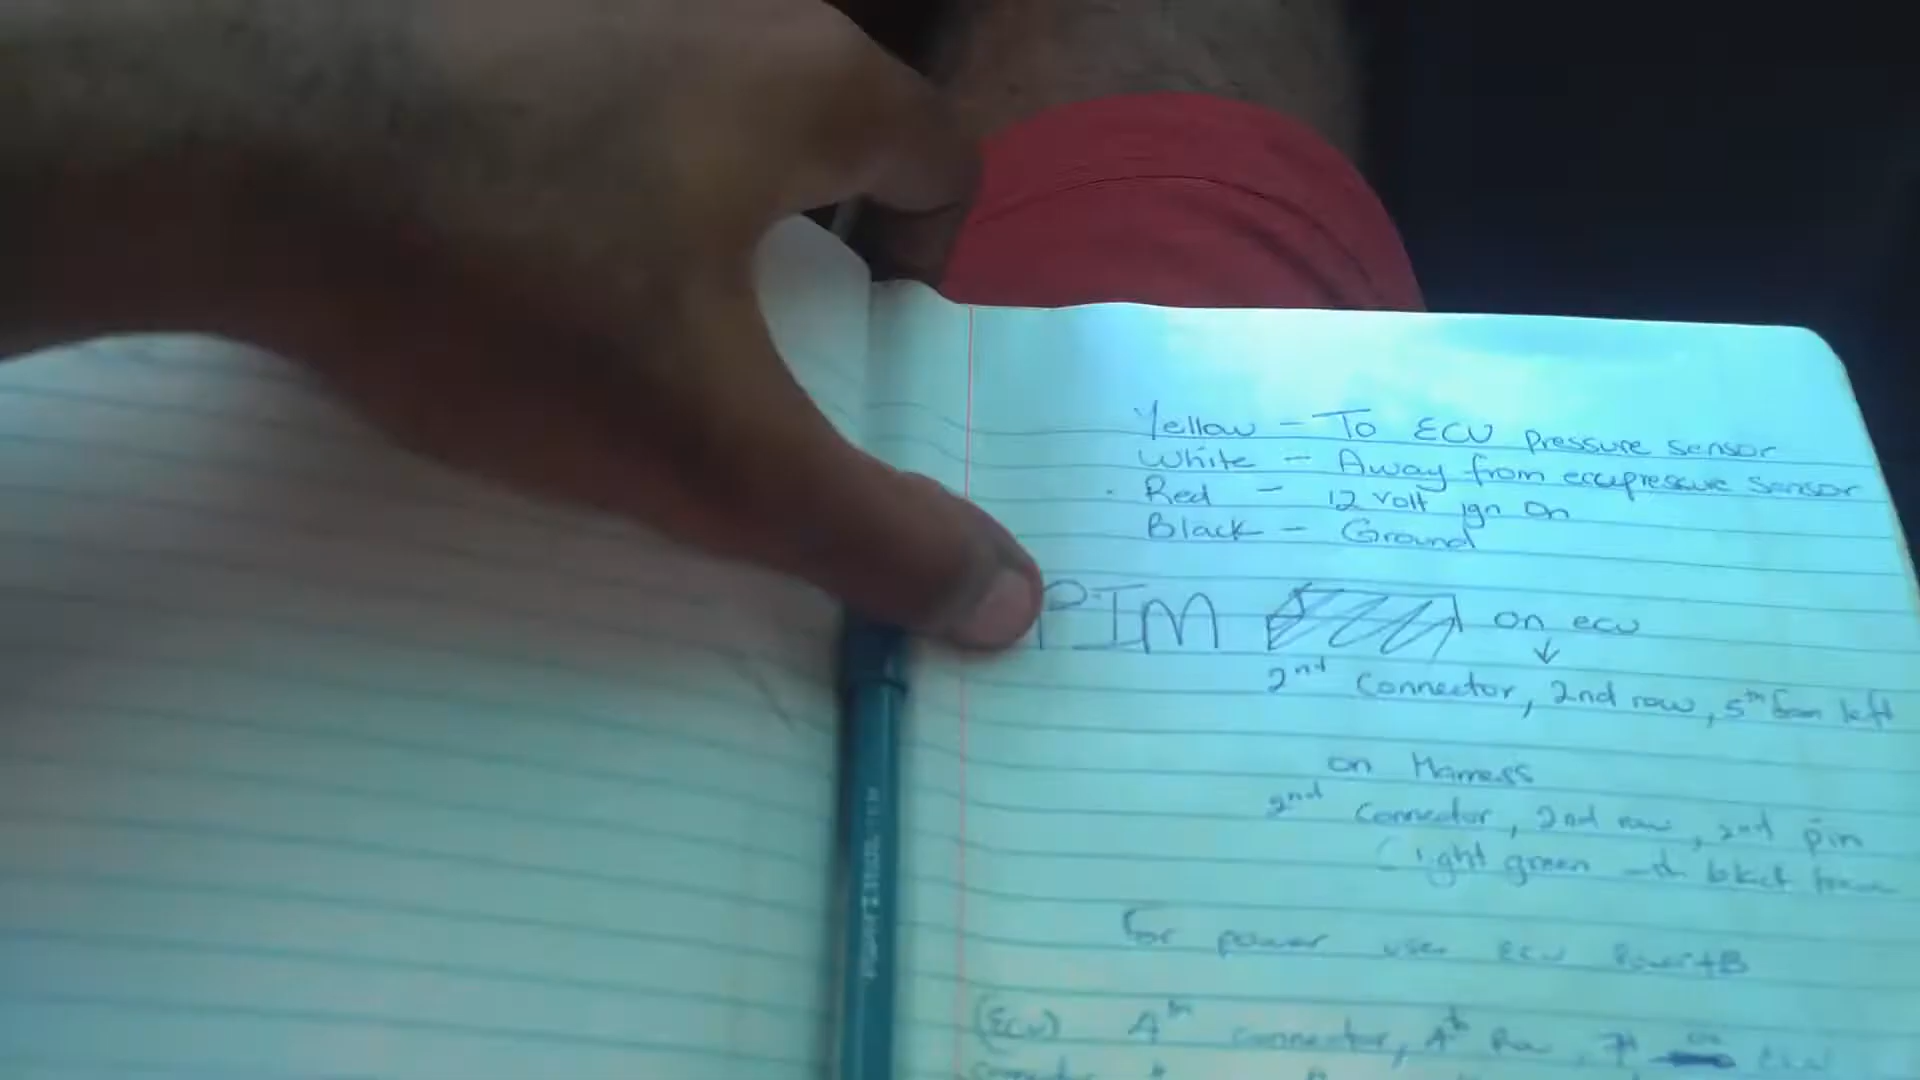 Yellow - To ECU pressure sensor
White - Away from ecupressure sensor
Red - 12 volt ign On
Black - Ground
PIM on ecu
2nd Connector, 2nd row, 5th from left
on Harness
2nd Connector, 2nd row, 2nd pin
(light green black
for power use ECU Power +B
(Ecu) 4th connector, 4th Row, 7th